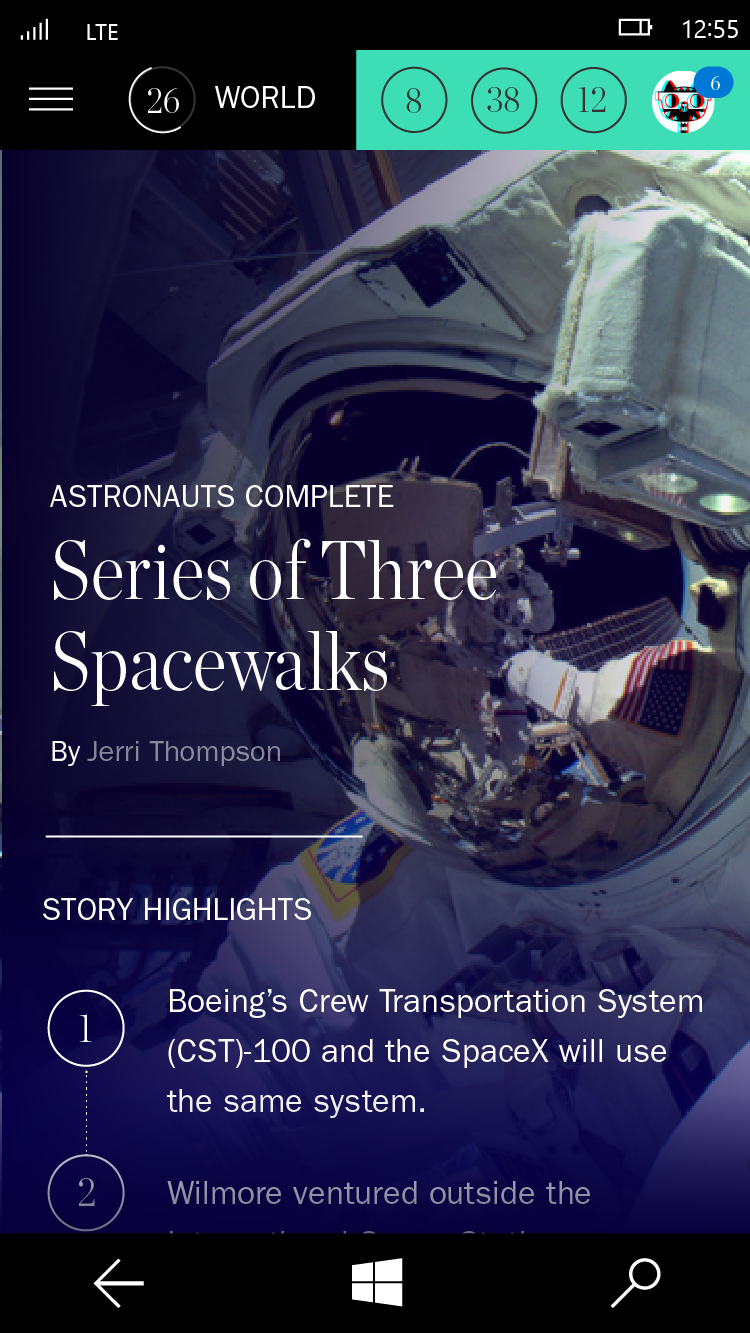 LTE 12:55
26 WORLD 8 38 12 6
ASTRONAUTS COMPLETE
Series of Three
Spacewalks
By Jerri Thompson
STORY HIGHLIGHTS
1 Boeing’s Crew Transportation System
(CST)-100 and the SpaceX will use
the same system.
2 Wilmore ventured outside the